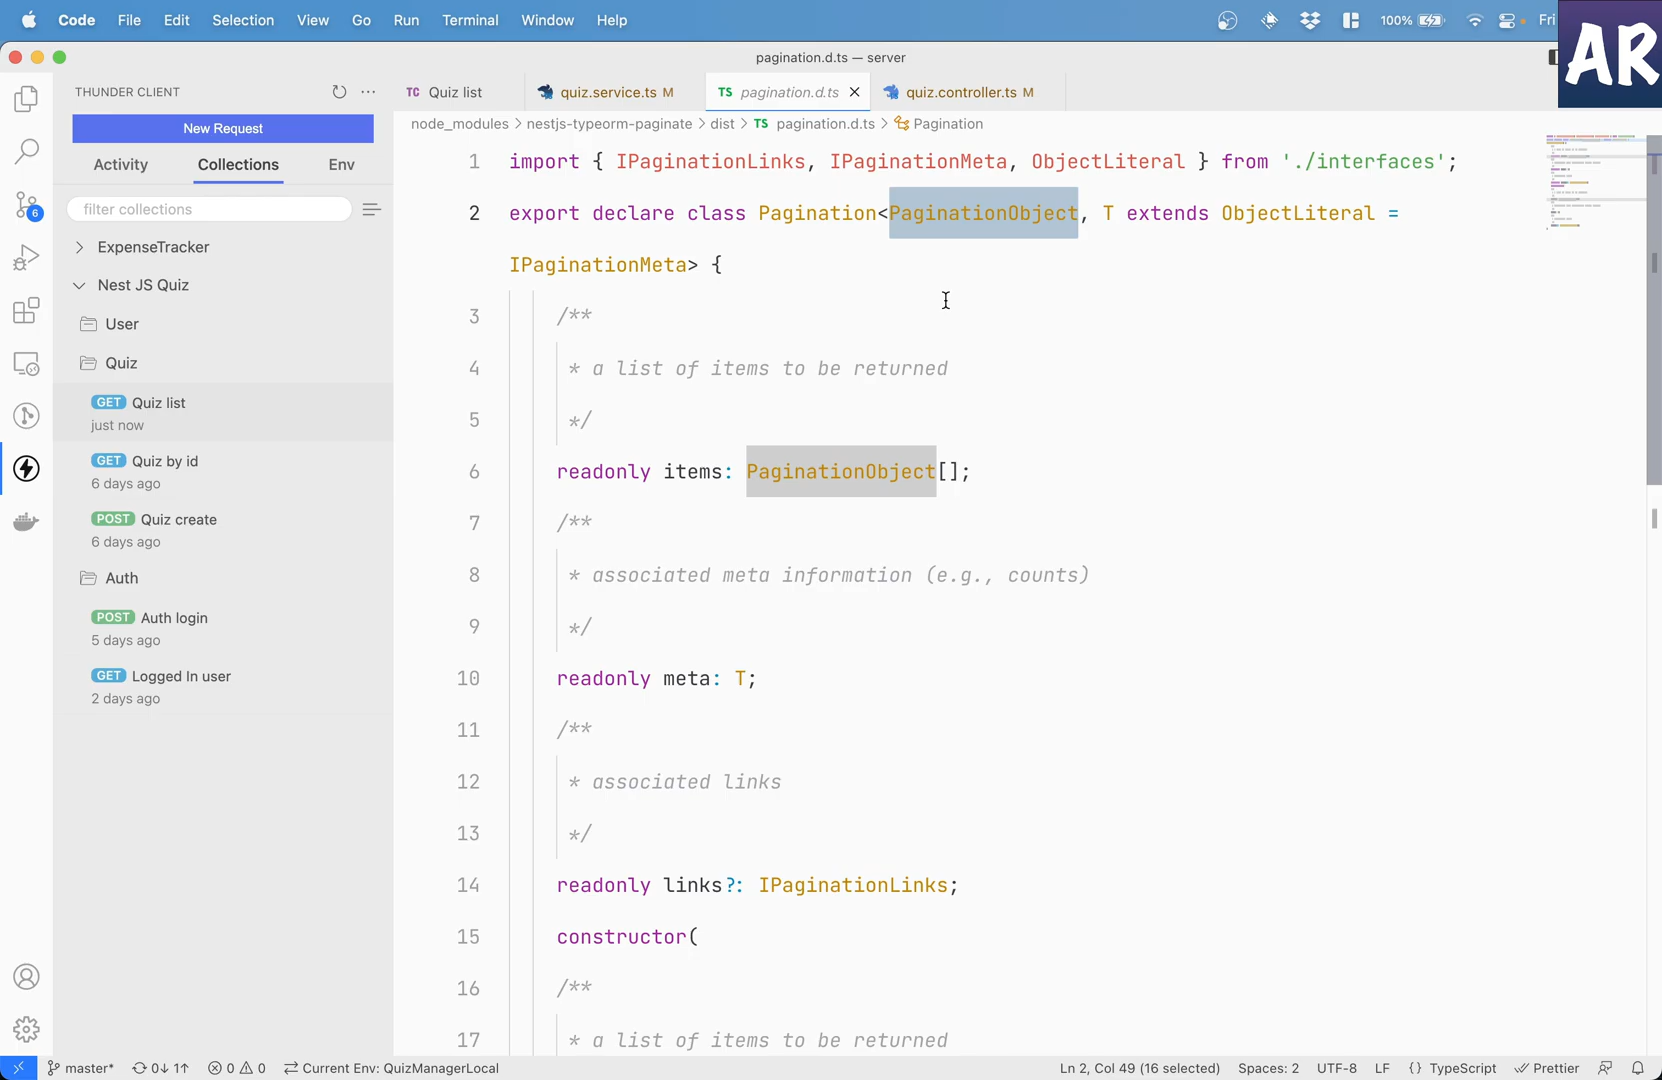 Code File Edit Selection View Go Run Terminal Window Help 100% Fri
AR
pagination.d.ts — server
THUNDER CLIENT
New Request
Activity Collections Env
filter collections
ExpenseTracker
Nest JS Quiz
User
Quiz
GET Quiz list
just now
GET Quiz by id
6 days ago
POST Quiz create
6 days ago
Auth
POST Auth login
5 days ago
GET Logged In user
2 days ago
TC Quiz list quiz.service.ts M TS pagination.d.ts quiz.controller.ts M
node_modules > nestjs-typeorm-paginate > dist > TS pagination.d.ts > Pagination
1 import { IPaginationLinks, IPaginationMeta, ObjectLiteral } from './interfaces';
2 export declare class Pagination<PaginationObject, T extends ObjectLiteral =
IPaginationMeta> {
3 /**
4 * a list of items to be returned
5 */
6 readonly items: PaginationObject[];
7 /**
8 * associated meta information (e.g., counts)
9 */
10 readonly meta: T;
11 /**
12 * associated links
13 */
14 readonly links?: IPaginationLinks;
15 constructor(
16 /**
17 * a list of items to be returned
6
master* 0↓ 1↑ 0 0 Current Env: QuizManagerLocal Ln 2, Col 49 (16 selected) Spaces: 2 UTF-8 LF {} TypeScript Prettier